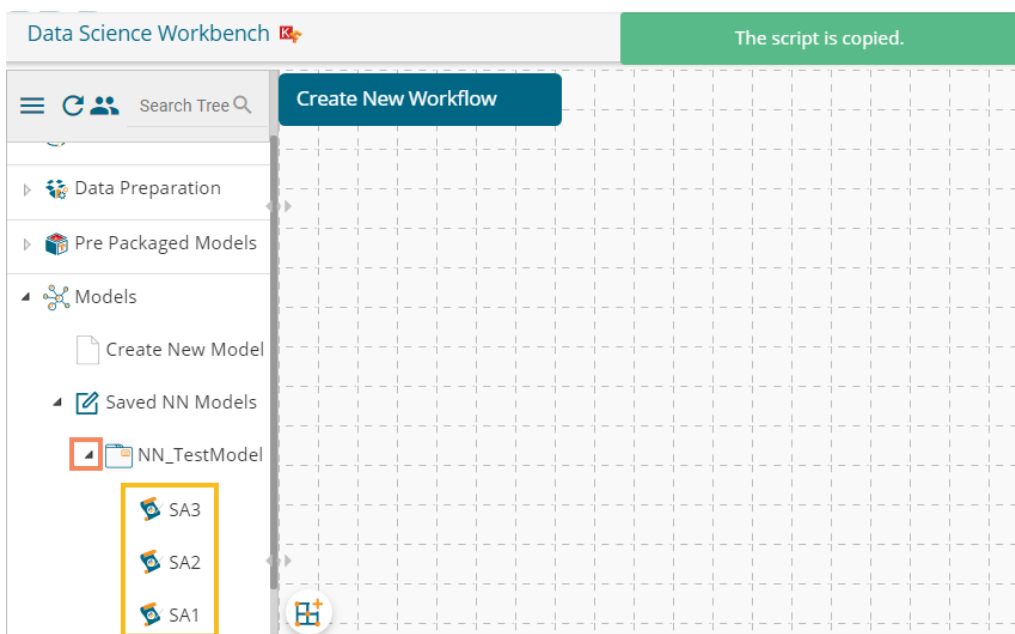 Data Science Workbench
The script is copied.
Search Tree
Create New Workflow
Data Preparation
Pre Packaged Models
Models
Create New Model
Saved NN Models
NN_TestModel
SA3
SA2
SA1